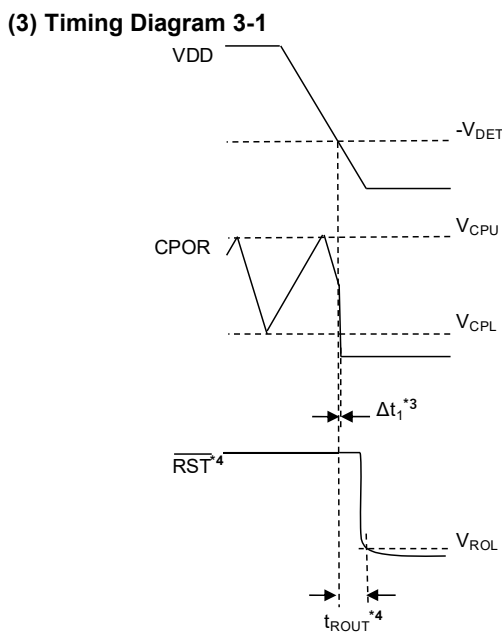 (3) Timing Diagram 3-1
VDD
-VDET
VCPU
CPOR
VCPL
Δt1*3
RST*4
VROL
tROUT*4